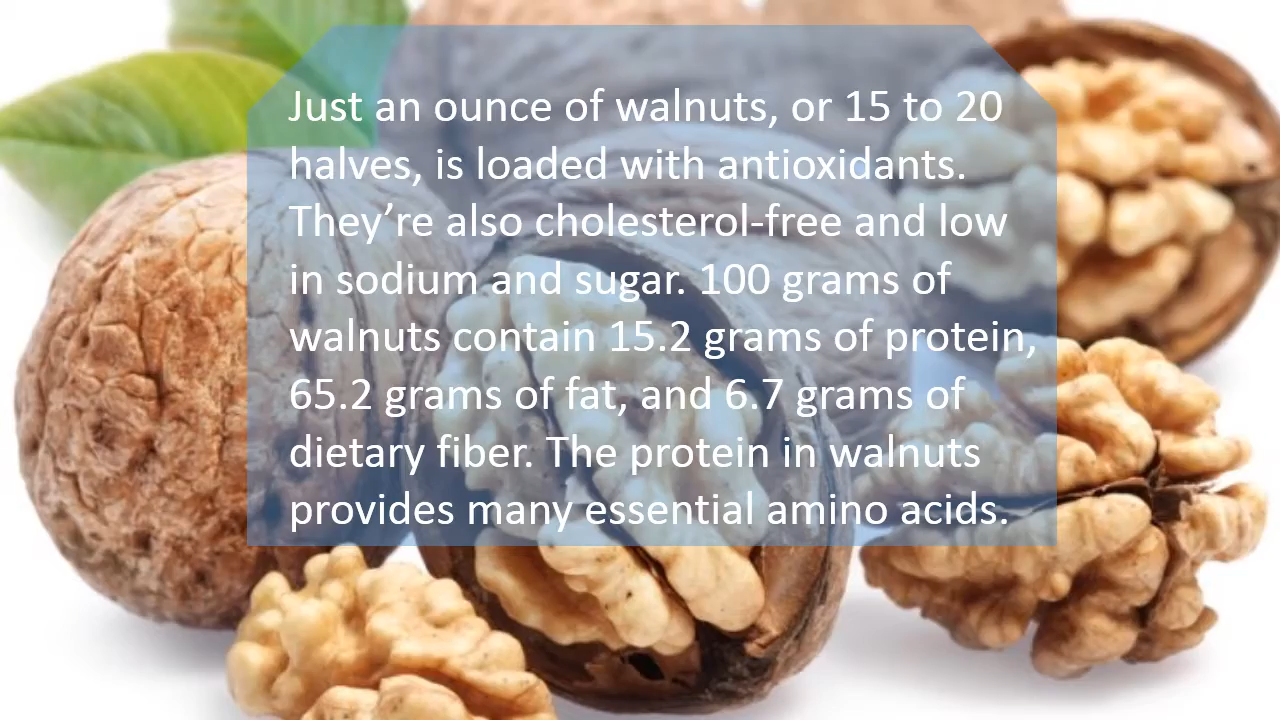 Just an ounce of walnuts, or 15 to 20
halves, is loaded with antioxidants.
They’re also cholesterol-free and low
in sodium and sugar. 100 grams of
walnuts contain 15.2 grams of protein,
65.2 grams of fat, and 6.7 grams of
dietary fiber. The protein in walnuts
provides many essential amino acids.